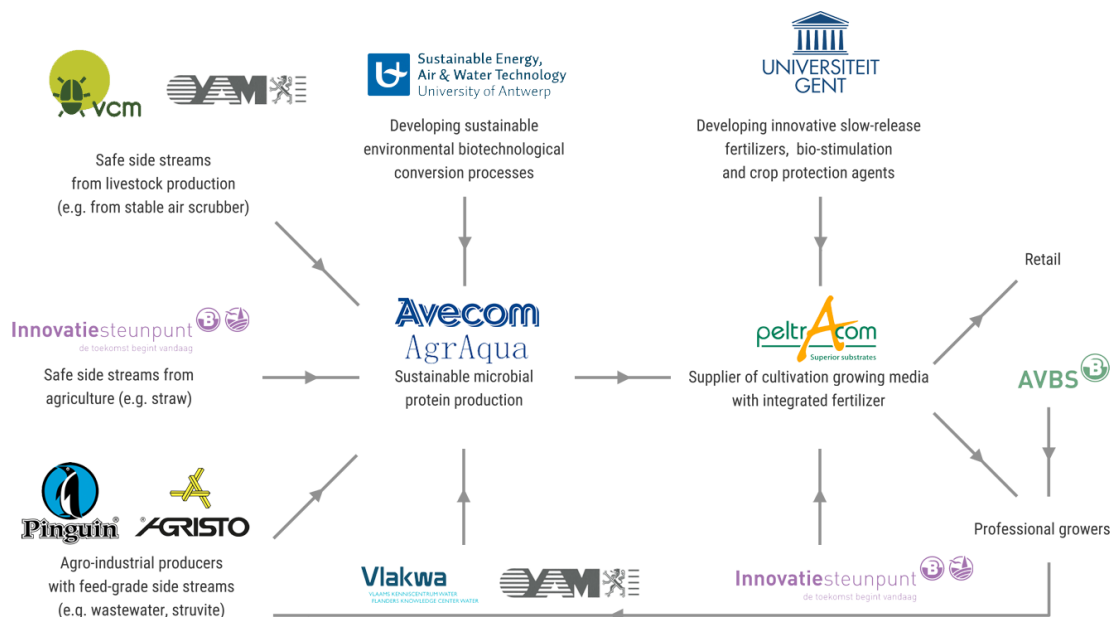 vcm
OVAM
Safe side streams
from livestock production
(e.g. from stable air scrubber)
Sustainable Energy,
Air & Water Technology
University of Antwerp
Developing sustainable
environmental biotechnological
conversion processes
UNIVERSITEIT
GENT
Developing innovative slow-release
fertilizers, bio-stimulation
and crop protection agents
Retail
Innovatiesteunpunt
de toekomst begint vandaag
Safe side streams from
agriculture (e.g. straw)
Avecom
AgrAqua
Sustainable microbial
protein production
peltrAcom
Superior substrates
Supplier of cultivation growing media
with integrated fertilizer
AVBS
Professional growers
Pinguin®
AGRISTO
Agro-industrial producers
with feed-grade side streams
(e.g. wastewater, struvite)
Vlakwa
VLAAMS KENNISCENTRUM WATER
FLANDERS KNOWLEDGE CENTER WATER
OVAM
Innovatiesteunpunt
de toekomst begint vandaag